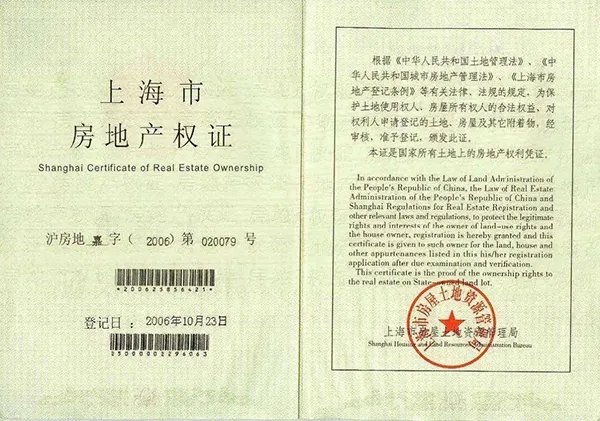 上海市
房地产权证
Shanghai Certificate of Real Estate Ownership
沪房地 嘉 字 ( 2006) 第 020079 号
*200625856421*
登记日：2006年10月23日
25000002296063
根据《中华人民共和国土地管理法》、《中
华人民共和国城市房地产管理法》、《上海市房
地产登记条例》等有关法律、法规的规定，为保
护土地使用权人、房屋所有权人的合法权益，对
权利人申请登记的土地、房屋及其它附着物，经
审核，准予登记，颁发此证。
本证是国家所有土地上的房地产权利凭证。
In accordance with the Law of Land Administration of
the People's Republic of China, the Law of Real Estate
Administration of the People's Republic of China and
Shanghai Regulations for Real Estate Registration and
other relevant laws and regulations, to protect the legitimate
rights and interests of the owner of land-use rights and
the house owner, registration is hereby granted and this
certificate is given to such owner for the land, house and
other appurtenances listed in this his/her registration
application after due examination and verification.
This certificate is the proof of the ownership rights to
the real estate on State-owned land lot.
上海市房屋土地资源管理局
上海市房屋土地资源管理局
Shanghai Housing and Land Resources Administration Bureau